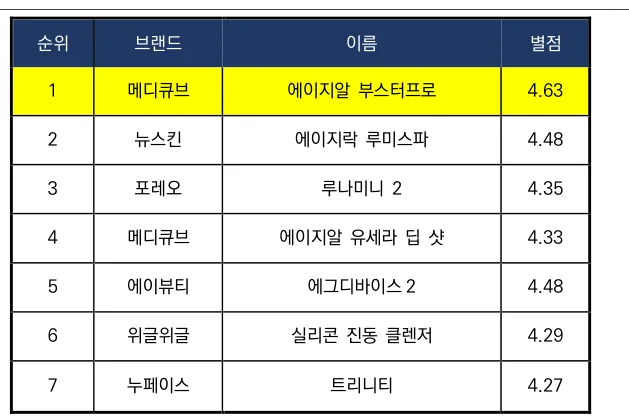 순위 브랜드 이름 별점
1 메디큐브 에이지알 부스터프로 4.63
2 뉴스킨 에이지락 루미스파 4.48
3 포레오 루나미니 2 4.35
4 메디큐브 에이지알 유세라 딥 샷 4.33
5 에이뷰티 에그디바이스 2 4.48
6 위글위글 실리콘 진동 클렌저 4.29
7 누페이스 트리니티 4.27